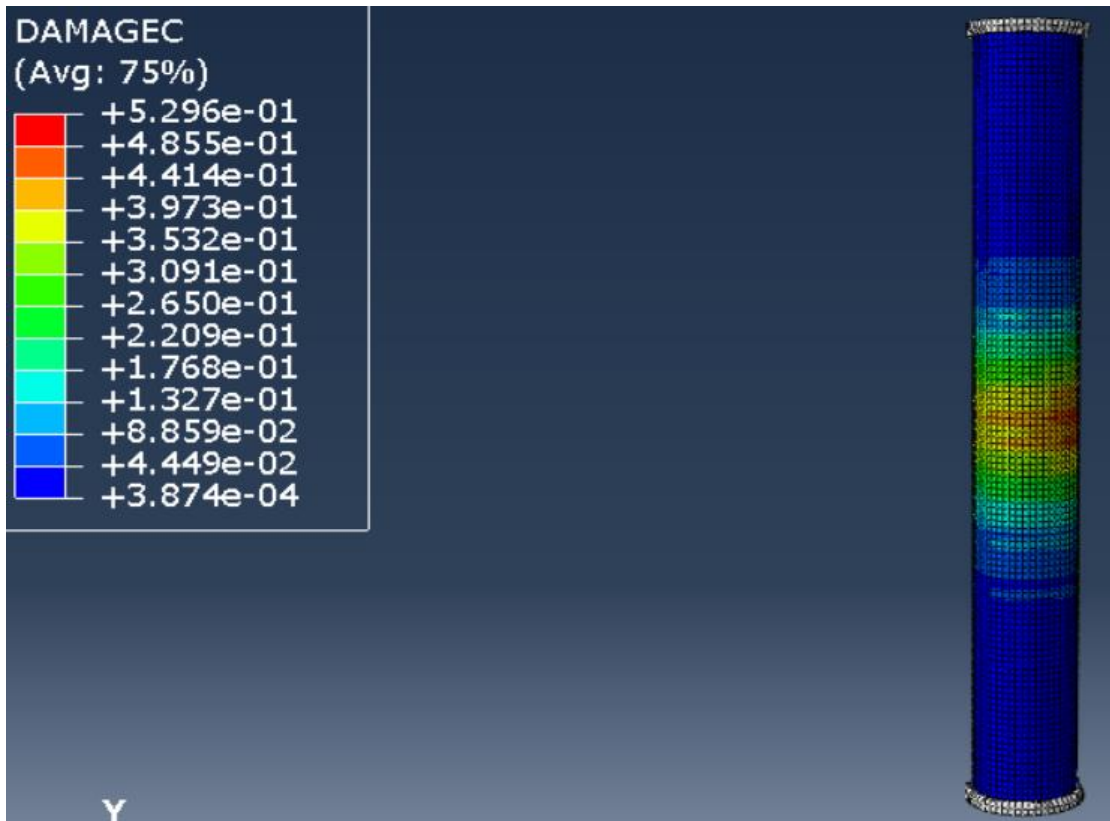 DAMAGEC
(Avg: 75%)
+5.296e-01
+4.855e-01
+4.414e-01
+3.973e-01
+3.532e-01
+3.091e-01
+2.650e-01
+2.209e-01
+1.768e-01
+1.327e-01
+8.859e-02
+4.449e-02
+3.874e-04
Y